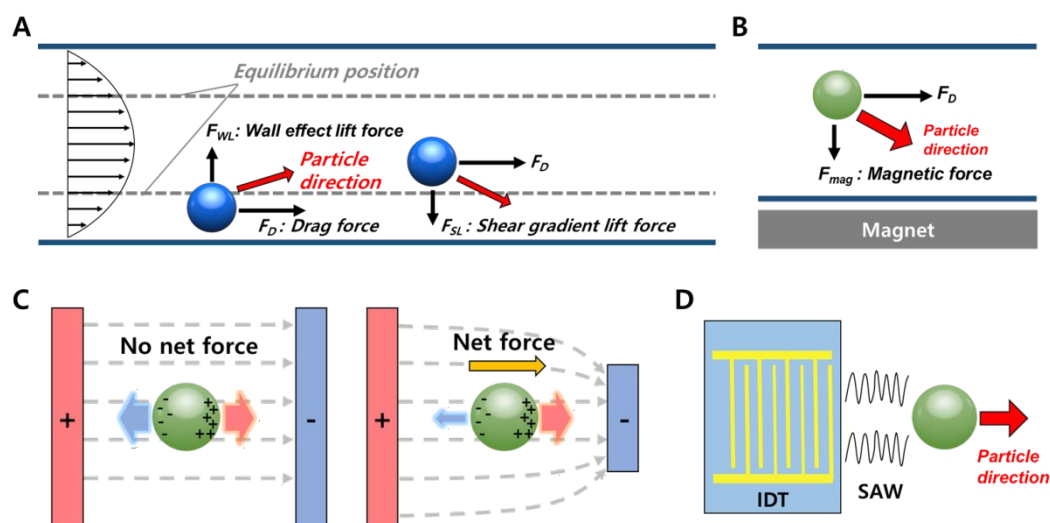 A
Equilibrium position
F_WL: Wall effect lift force
Particle
direction
F_D : Drag force
F_D
F_SL : Shear gradient lift force
B
F_D
Particle
direction
F_mag : Magnetic force
Magnet
C
No net force
+
- - - -
+ + + + +
-
Net force
+
- - - -
+ + + + +
-
D
IDT
SAW
Particle
direction